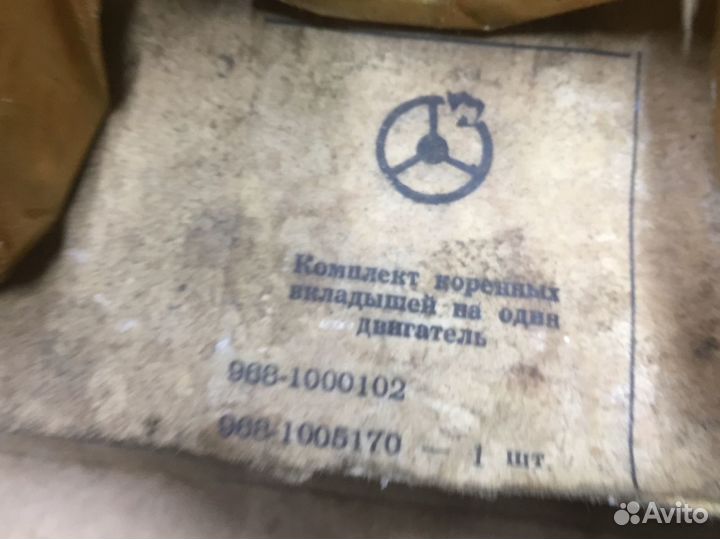 Комплект коренных
вкладышей на один
двигатель
968-1000102
968-1005170 — 1 шт.
Avito